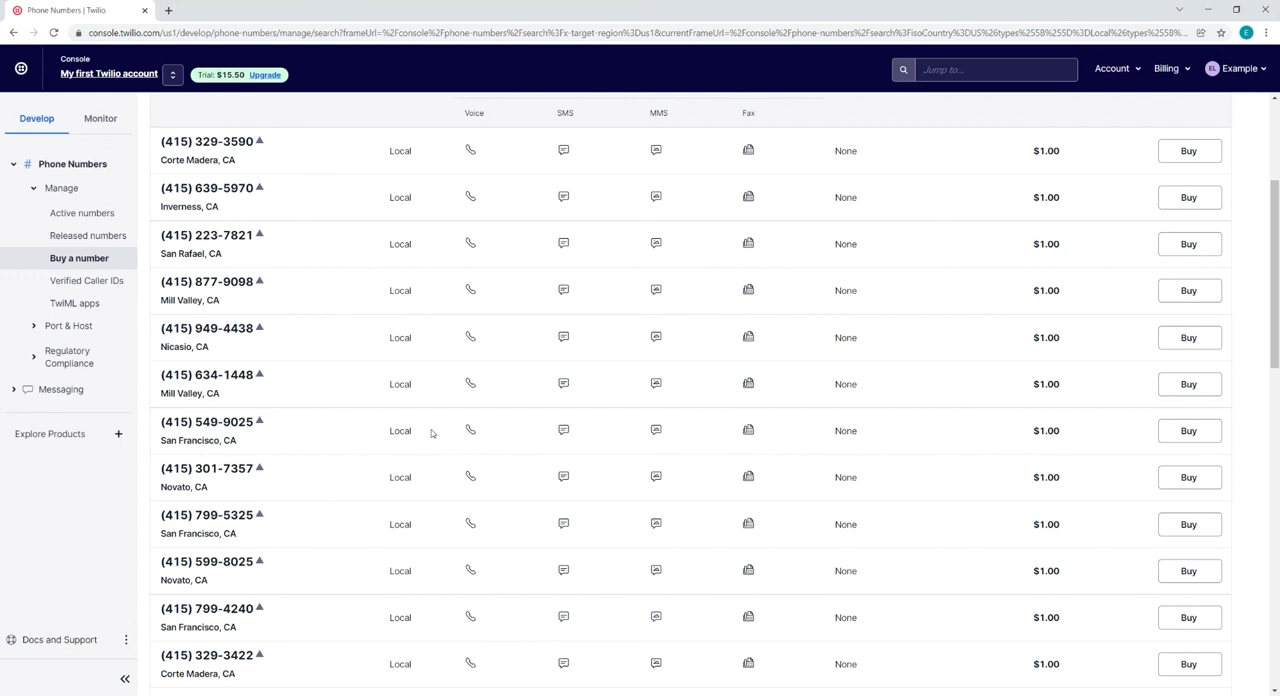 Phone Numbers | Twilio
console.twilio.com/us1/develop/phone-numbers/manage/search?frameUrl=%2Fconsole%2Fphone-numbers%2Fsearch%3Fx-target-region%3Dus1&currentFrameUrl=%2Fconsole%2Fphone-numbers%2Fsearch%3FisoCountry%3DUS%26types%255B%255D%3DLocal%26types%255B%...
E
Console
My first Twilio account
Trial: $15.50 Upgrade
Jump to...
Account
Billing
EL Example
Develop Monitor
# Phone Numbers
Manage
Active numbers
Released numbers
Buy a number
Verified Caller IDs
TwiML apps
Port & Host
Regulatory
Compliance
Messaging
Explore Products +
Docs and Support
Voice SMS MMS Fax
(415) 329-3590
Corte Madera, CA
Local None $1.00 Buy
(415) 639-5970
Inverness, CA
Local None $1.00 Buy
(415) 223-7821
San Rafael, CA
Local None $1.00 Buy
(415) 877-9098
Mill Valley, CA
Local None $1.00 Buy
(415) 949-4438
Nicasio, CA
Local None $1.00 Buy
(415) 634-1448
Mill Valley, CA
Local None $1.00 Buy
(415) 549-9025
San Francisco, CA
Local None $1.00 Buy
(415) 301-7357
Novato, CA
Local None $1.00 Buy
(415) 799-5325
San Francisco, CA
Local None $1.00 Buy
(415) 599-8025
Novato, CA
Local None $1.00 Buy
(415) 799-4240
San Francisco, CA
Local None $1.00 Buy
(415) 329-3422
Corte Madera, CA
Local None $1.00 Buy